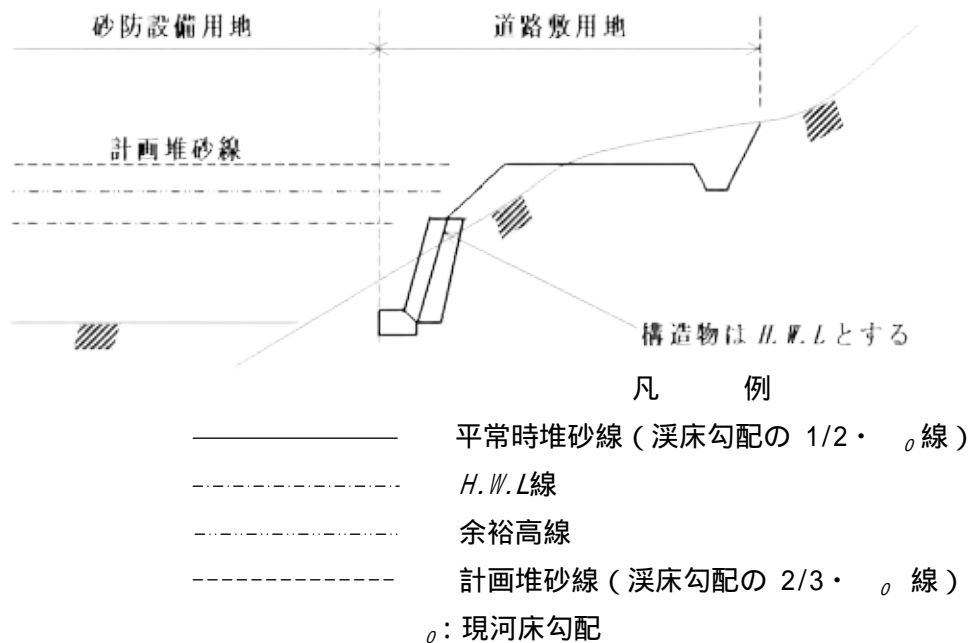 砂防設備用地 道路敷用地
計画堆砂線
構造物は H.W.L とする
凡 例
平常時堆砂線(渓床勾配の 1/2・ 0線)
H.W.L線
余裕高線
計画堆砂線(渓床勾配の 2/3・ 0 線)
0:現河床勾配